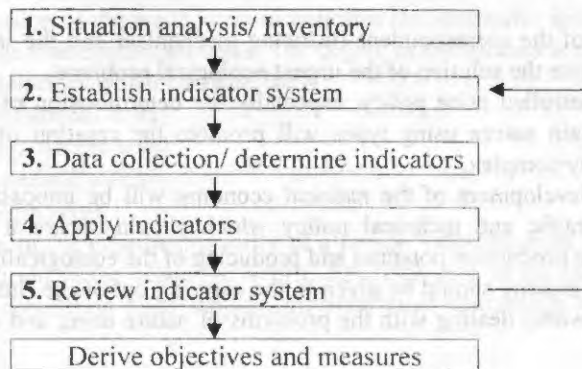 1. Situation analysis/ Inventory
2. Establish indicator system
3. Data collection/ determine indicators
4. Apply indicators
5. Review indicator system
Derive objectives and measures